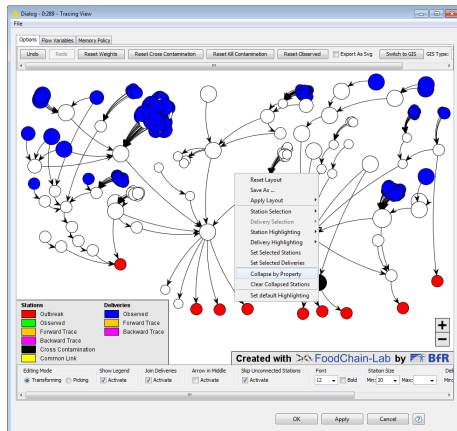 Dialog - 0:289 - Tracing View
File
Options Flow Variables Memory Policy
Undo Redo Reset Weights Reset Cross Contamination Reset Kill Contamination Reset Observed Export As Svg Switch to GIS GIS Type:
Reset Layout
Save As ...
Apply Layout
Station Selection
Delivery Selection
Station Highlighting
Delivery Highlighting
Set Selected Stations
Set Selected Deliveries
Collapse by Property
Clear Collapsed Stations
Set default Highlighting
Stations Deliveries
Outbreak Observed
Observed Forward Trace
Forward Trace Backward Trace
Backward Trace
Cross Contamination
Common Link
+
-
Created with FoodChain-Lab by BfR
Editing Mode Show Legend Join Deliveries Arrow in Middle Skip Unconnected Stations Font Station Size Deli
Transforming Picking Activate Activate Activate Activate 12 Bold Min: 20 Max: Min:
OK Apply Cancel ?